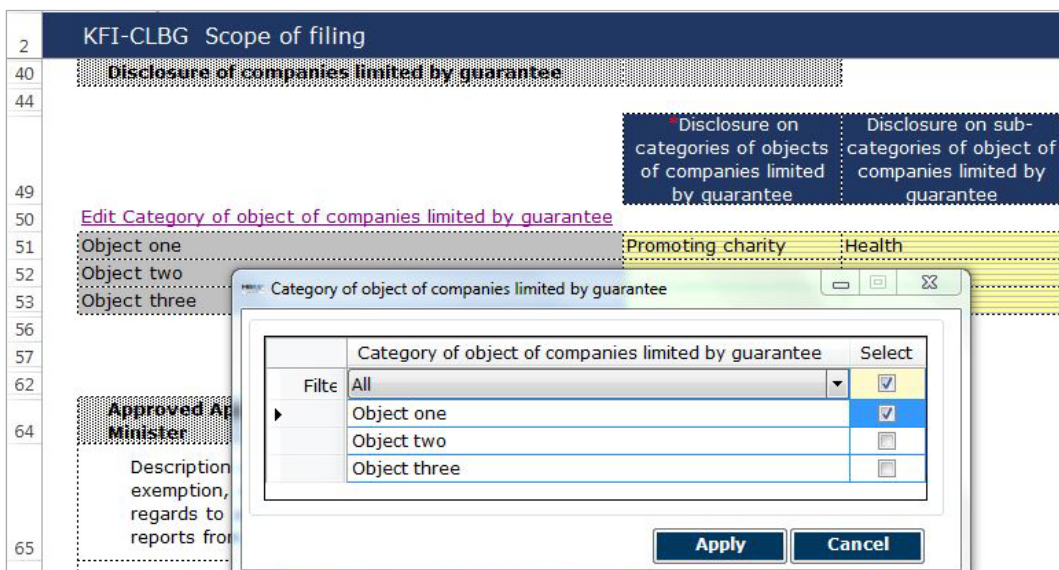 2 KFI-CLBG Scope of filing
40 Disclosure of companies limited by guarantee
44
*Disclosure on categories of objects of companies limited by guarantee
Disclosure on sub-categories of object of companies limited by guarantee
49
50 Edit Category of object of companies limited by guarantee
51 Object one Promoting charity Health
52 Object two
53 Object three
56
57
62
64 Approved Ap
Minister
Description
exemption,
regards to
reports from
65
Category of object of companies limited by guarantee
Category of object of companies limited by guarantee Select
Filte All
Object one
Object two
Object three
Apply Cancel